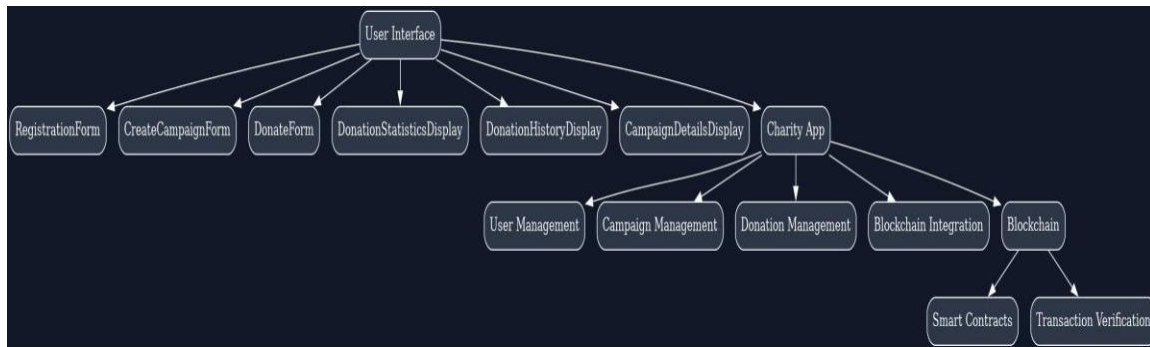 User Interface
RegistrationForm
CreateCampaignForm
DonateForm
DonationStatisticsDisplay
DonationHistoryDisplay
CampaignDetailsDisplay
Charity App
User Management
Campaign Management
Donation Management
Blockchain Integration
Blockchain
Smart Contracts
Transaction Verification